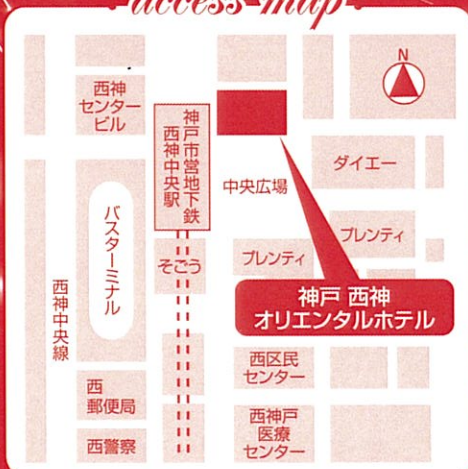 access map
N
西神
センター
ビル
神戸市営地下鉄
西神中央駅
ダイエー
中央広場
バスターミナル
プレンティ
プレンティ
そごう
神戸 西神
オリエンタルホテル
西神中央線
西区民
センター
西
郵便局
西神戸
医療
センター
西警察